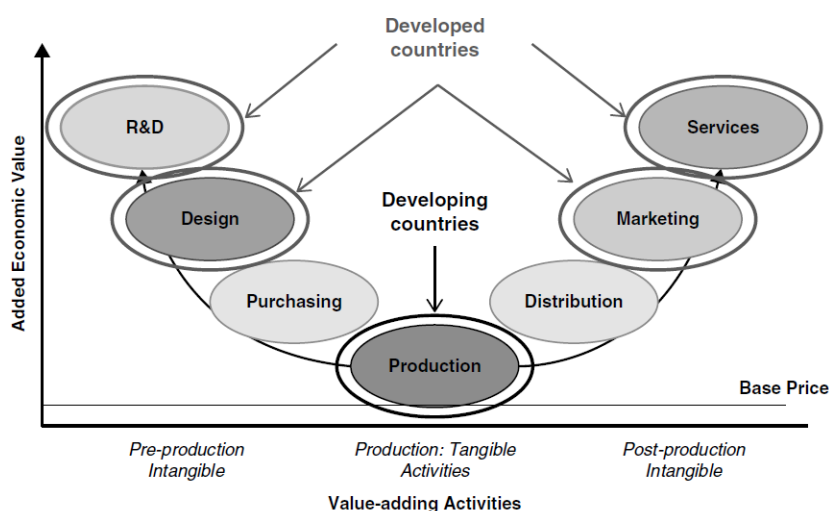 Developed
countries
R&D
Services
Design
Developing
countries
Marketing
Purchasing
Distribution
Production
Base Price
Added Economic Value
Pre-production
Intangible
Production: Tangible
Activities
Post-production
Intangible
Value-adding Activities